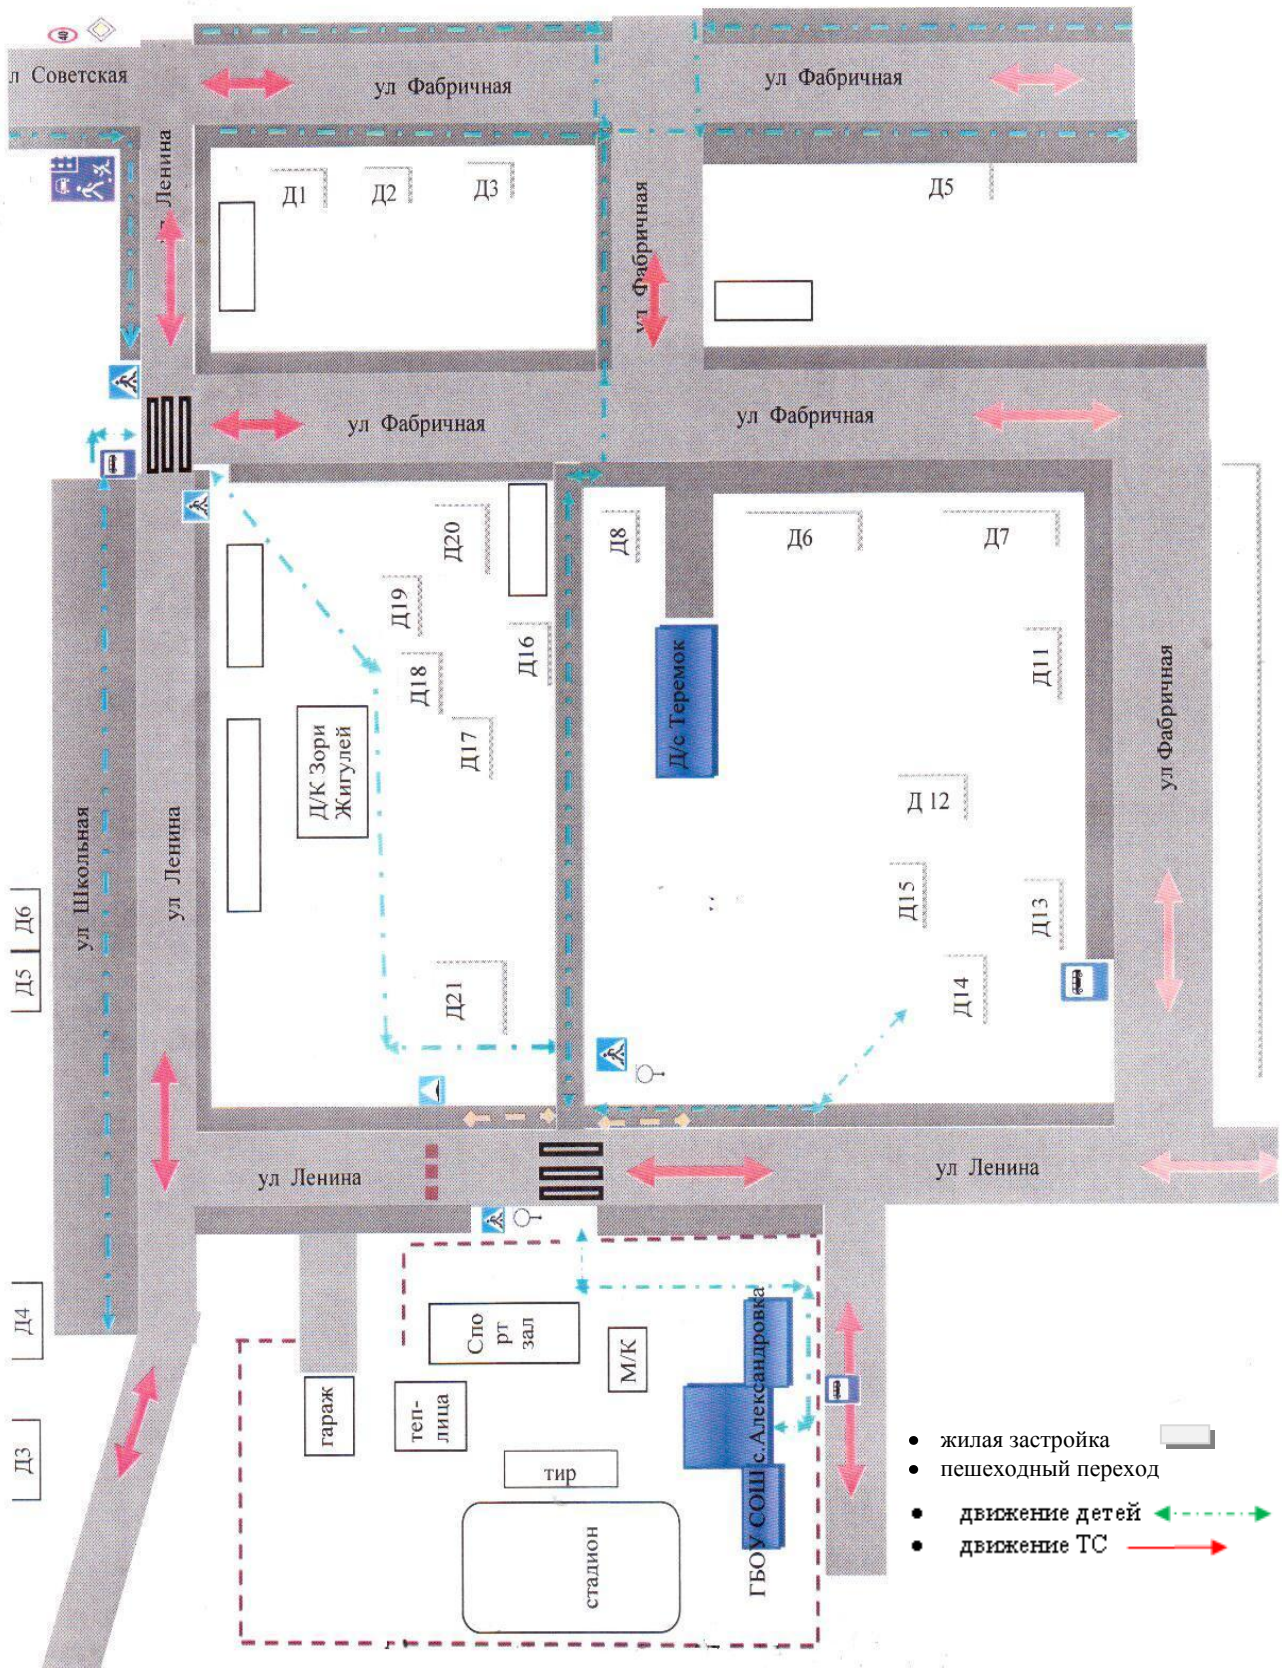 40
л Советская
ул Фабричная
ул Фабричная
л Ленина
Д1
Д2
Д3
ул Фабричная
Д5
ул Фабричная
ул Фабричная
Д20
Д8
Д6
Д7
Д19
Д16
Д18
Д11
Д/с Теремок
Д17
Д/К Зори
Жигулей
ул Фабричная
Д 12
ул Школьная
ул Ленина
Д6
Д5
Д15
Д13
Д21
Д14
ул Ленина
ул Ленина
Д4
Спо
рт
зал
М/К
гараж
теп-
лица
Д3
тир
стадион
ГБОУ СОШ с.Александровка
• жилая застройка
• пешеходный переход
• движение детей
• движение ТС